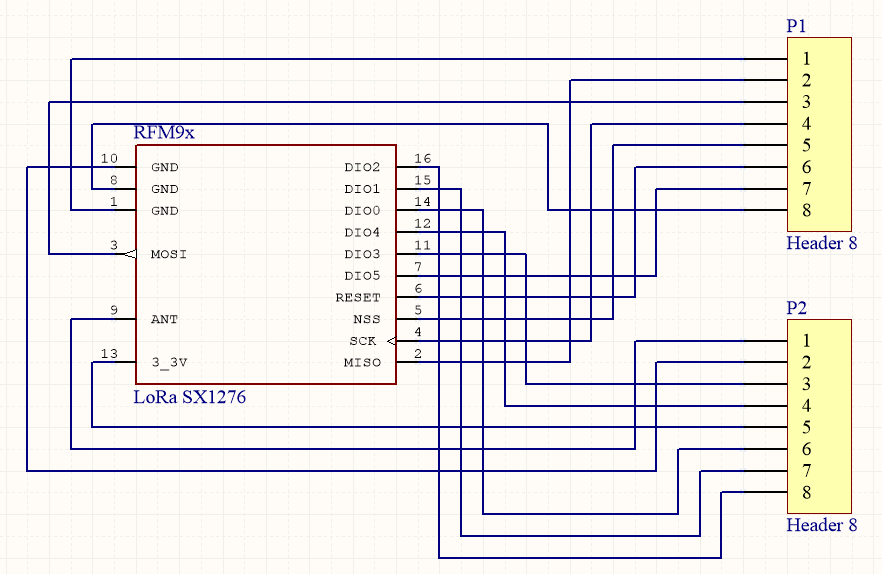 P1
1
2
3
4
5
6
7
8
Header 8
RFM9x
10 GND DIO2 16
8 GND DIO1 15
1 GND DIO0 14
DIO4 12
3 MOSI DIO3 11
DIO5 7
RESET 6
9 ANT NSS 5
SCK 4
13 3_3V MISO 2
LoRa SX1276
P2
1
2
3
4
5
6
7
8
Header 8